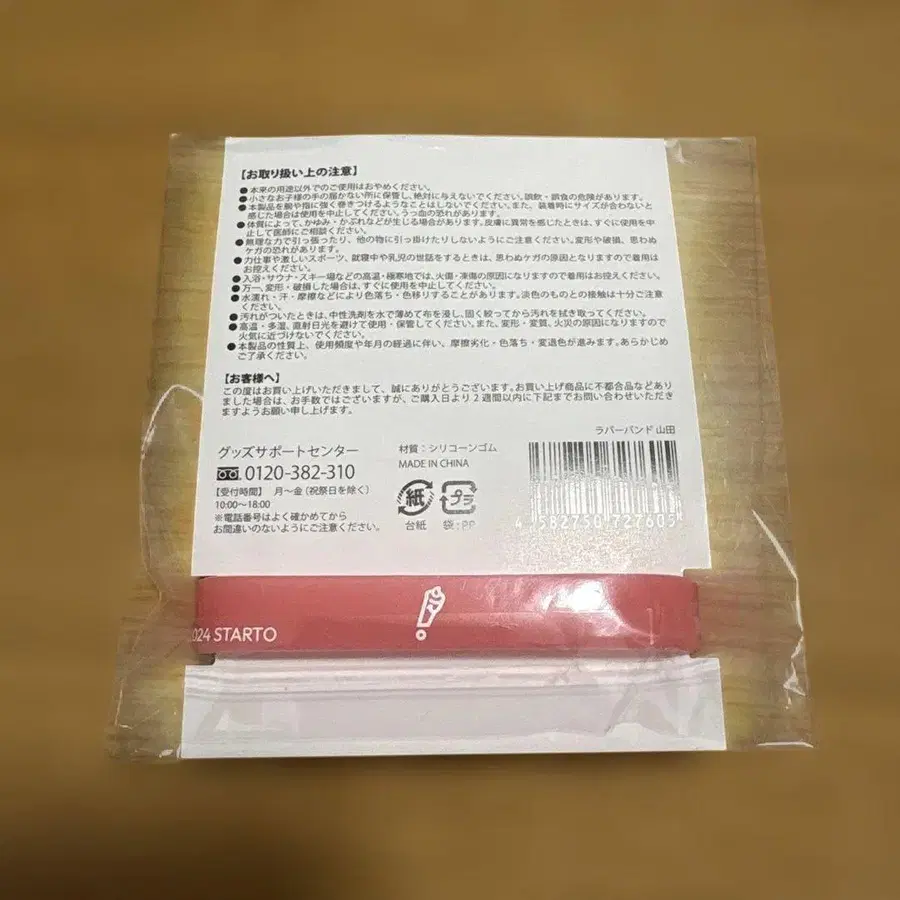 【お取り扱い上の注意】
●本来の用途以外でのご使用はおやめください。
●小さなお子様の手の届かない所に保管し、絶対に与えないでください。誤飲・誤食の危険があります。
●本製品を腕や指に強く巻きつけるようなことはしないでください。また、装着時にサイズが合わないと
感じた場合は使用を中止してください。うっ血の恐れがあります。
●体質によって、かゆみ・かぶれなどが生じる場合があります。皮膚に異常を感じたときは、すぐに使用を中
止して医師にご相談ください。
●無理な力で引っ張ったり、他の物に引っ掛けたりしないようにご注意ください。変形や破損、思わぬ
ケガの恐れがあります。
●力仕事や激しいスポーツ、就寝中や乳児の世話をするときは、思わぬケガの原因となりますので着用は
お控えください。
●入浴・サウナ・スキー場などの高温・極寒地では、火傷・凍傷の原因になりますので着用はお控えください。
●万一、変形・破損した場合は、すぐに使用を中止してください。
●水濡れ・汗・摩擦などにより色落ち・色移りすることがあります。淡色のものとの接触は十分ご注意
ください。
●汚れがついたときは、中性洗剤を水で薄めて布を浸し、固く絞ってから汚れを拭き取ってください。
●高温・多湿、直射日光を避けて使用・保管してください。また、変形・変質、火災の原因になりますので
火気に近づけないでください。
●本製品の性質上、使用頻度や年月の経過に伴い、摩擦劣化・色落ち・変退色が進みます。あらかじめ
ご了承ください。
【お客様へ】
この度はお買い上げいただきまして、誠にありがとうございます。お買い上げ商品に不都合品などあり
ました場合は、お手数ではございますが、ご購入日より2週間以内に下記までお問い合わせいただき
ますようお願い申し上げます。
ラバーバンド 山田
グッズサポートセンター
0120-382-310
【受付時間】 月〜金（祝祭日を除く）
10:00〜18:00
※電話番号はよく確かめてから
お間違いのないようにご注意ください。
材質：シリコーンゴム
MADE IN CHINA
紙
台紙
プラ
袋：PP
4 582750 727605
024 STARTO